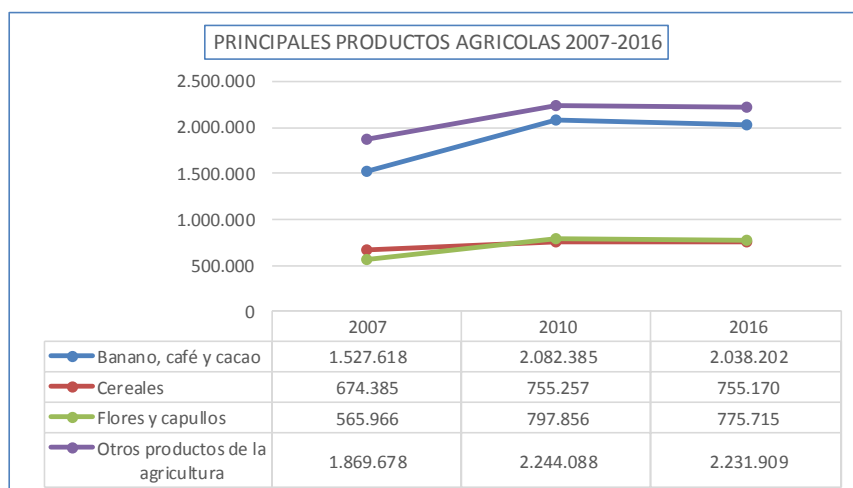 PRINCIPALES PRODUCTOS AGRICOLAS 2007-2016
2.500.000
2.000.000
1.500.000
1.000.000
500.000
0
2007 2010 2016
Banano, café y cacao 1.527.618 2.082.385 2.038.202
Cereales 674.385 755.257 755.170
Flores y capullos 565.966 797.856 775.715
Otros productos de la
agricultura 1.869.678 2.244.088 2.231.909